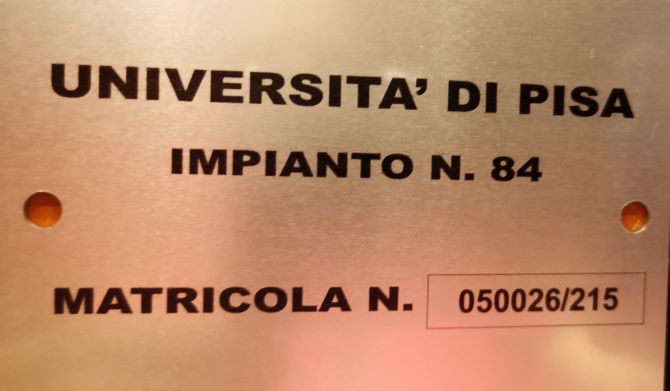 UNIVERSITA' DI PISA
IMPIANTO N. 84
MATRICOLA N. 050026/215